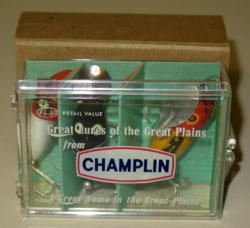 RETAIL VALUE
Great Lures of the Great Plains
from
CHAMPLIN
A Great Name in the Great Plains